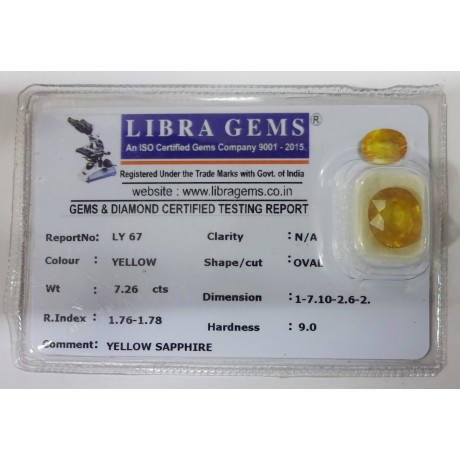 LIBRA GEMS ®
An ISO Certified Gems Company 9001 - 2015.
Registered Under the Trade Marks with Govt. of India
website : www.libragems.co.in
GEMS & DIAMOND CERTIFIED TESTING REPORT
ReportNo: LY 67 Clarity : N/A
Colour : YELLOW Shape/cut : OVAL
Wt : 7.26 cts
Dimension : 1-7.10-2.6-2.
R.Index : 1.76-1.78
Hardness : 9.0
Comment: YELLOW SAPPHIRE